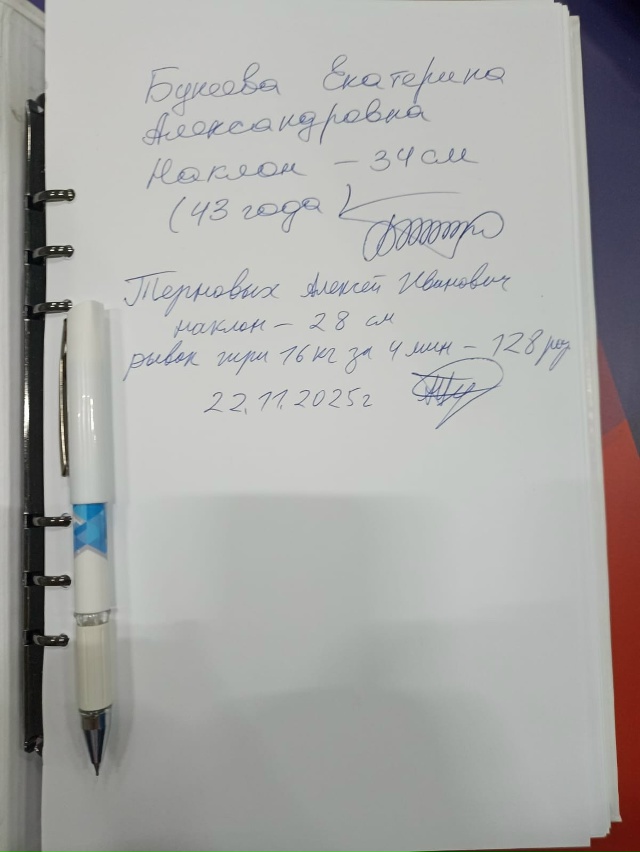 Екатерина
Александровна
Наклон – 34 см
(43 года)
Терновых Алексей Иванович
наклон – 28 см
рывок гири 16 кг за 4 мин – 128 раз
22.11.2025г